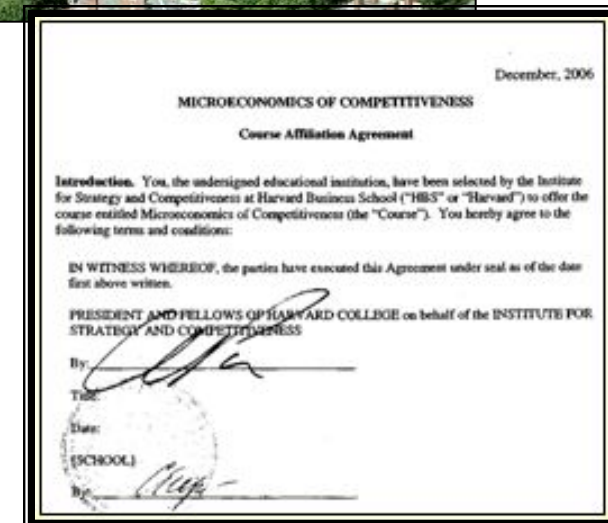 December, 2006
MICROECONOMICS OF COMPETITIVENESS
Course Affiliation Agreement
Introduction. You, the undersigned educational institution, have been selected by the Institute
for Strategy and Competitiveness at Harvard Business School ("HBS" or "Harvard") to offer the
course entitled Microeconomics of Competitiveness (the "Course"). You hereby agree to the
following terms and conditions:
IN WITNESS WHEREOF, the parties have executed this Agreement under seal as of the date
first above written.
PRESIDENT AND FELLOWS OF HARVARD COLLEGE on behalf of the INSTITUTE FOR
STRATEGY AND COMPETITIVENESS
By:
Title:
Date:
[SCHOOL]
By: